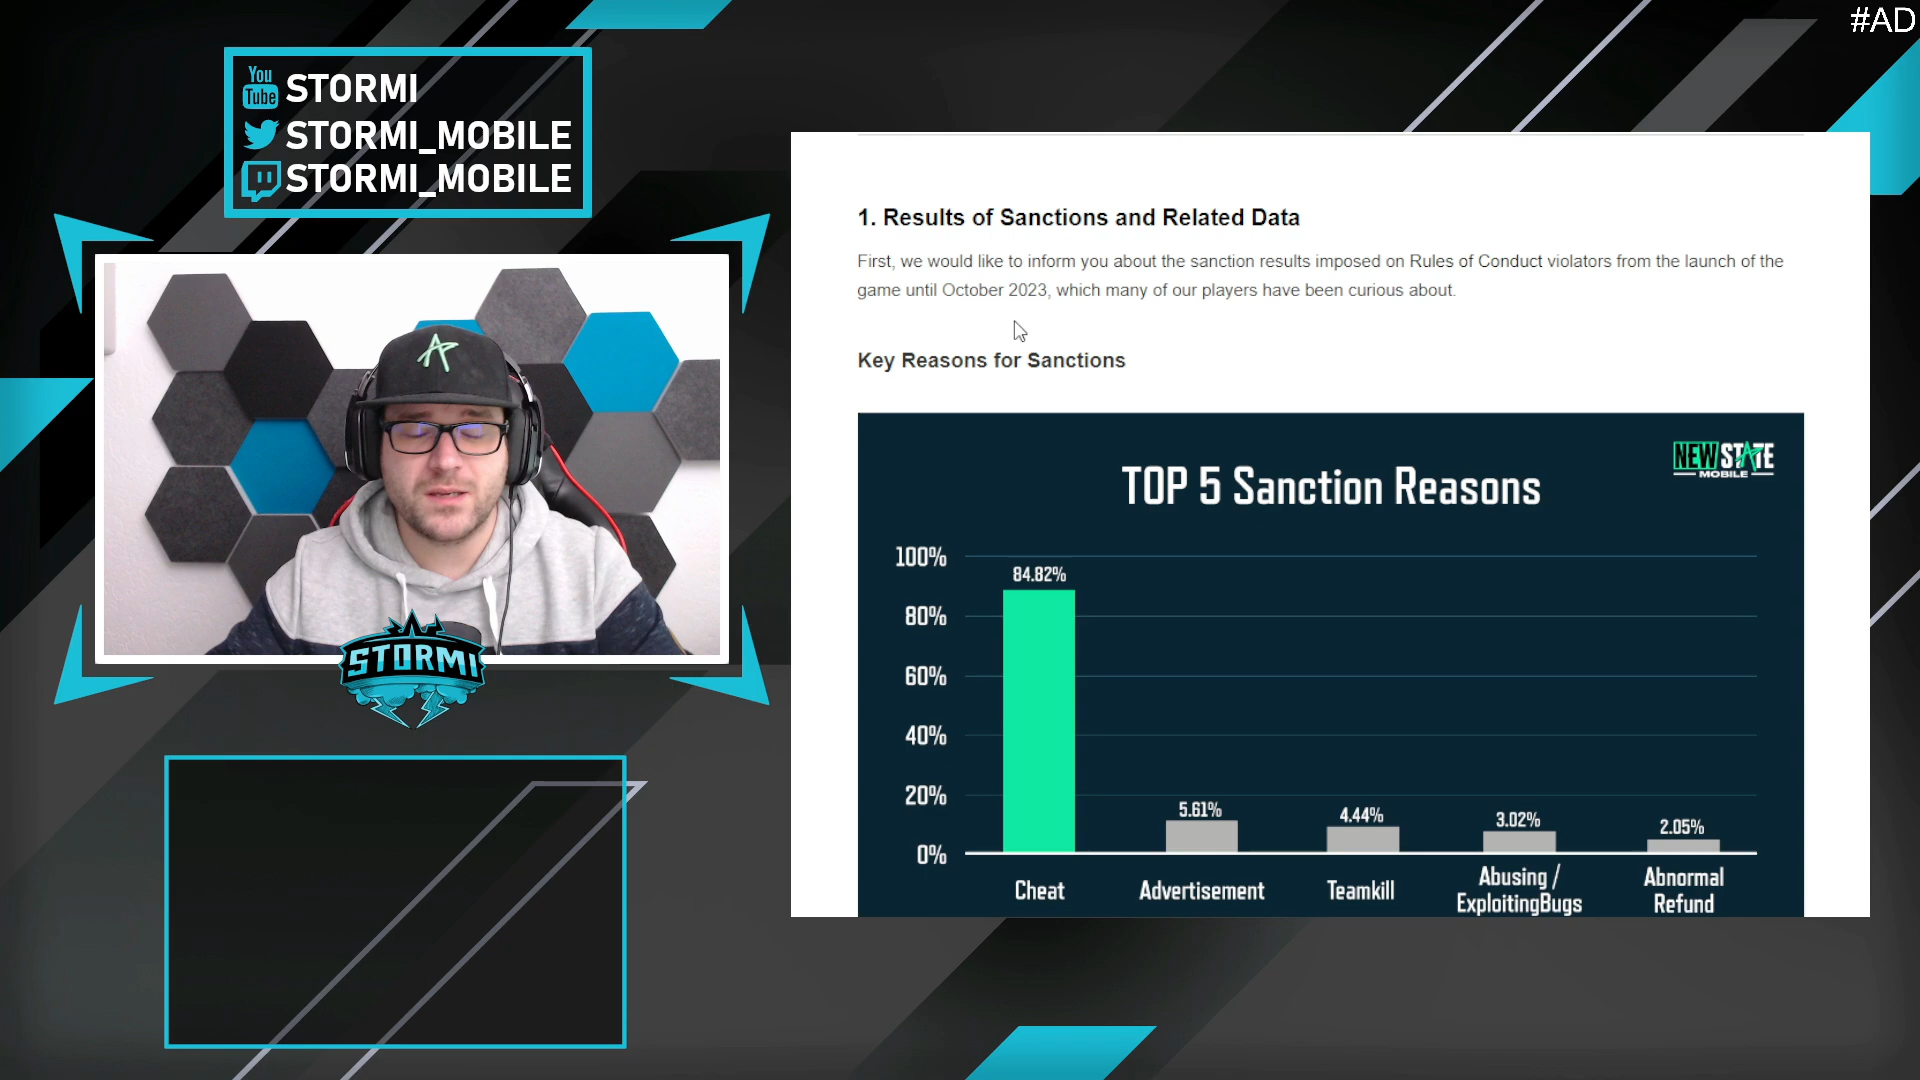 #AD
You
Tube
STORMI
STORMI_MOBILE
STORMI_MOBILE
STORMI
1. Results of Sanctions and Related Data
First, we would like to inform you about the sanction results imposed on Rules of Conduct violators from the launch of the
game until October 2023, which many of our players have been curious about.
Key Reasons for Sanctions
NEW STATE
MOBILE
TOP 5 Sanction Reasons
100%
80%
60%
40%
20%
0%
84.82%
5.61%
4.44%
3.02%
2.05%
Cheat
Advertisement
Teamkill
Abusing /
ExploitingBugs
Abnormal
Refund